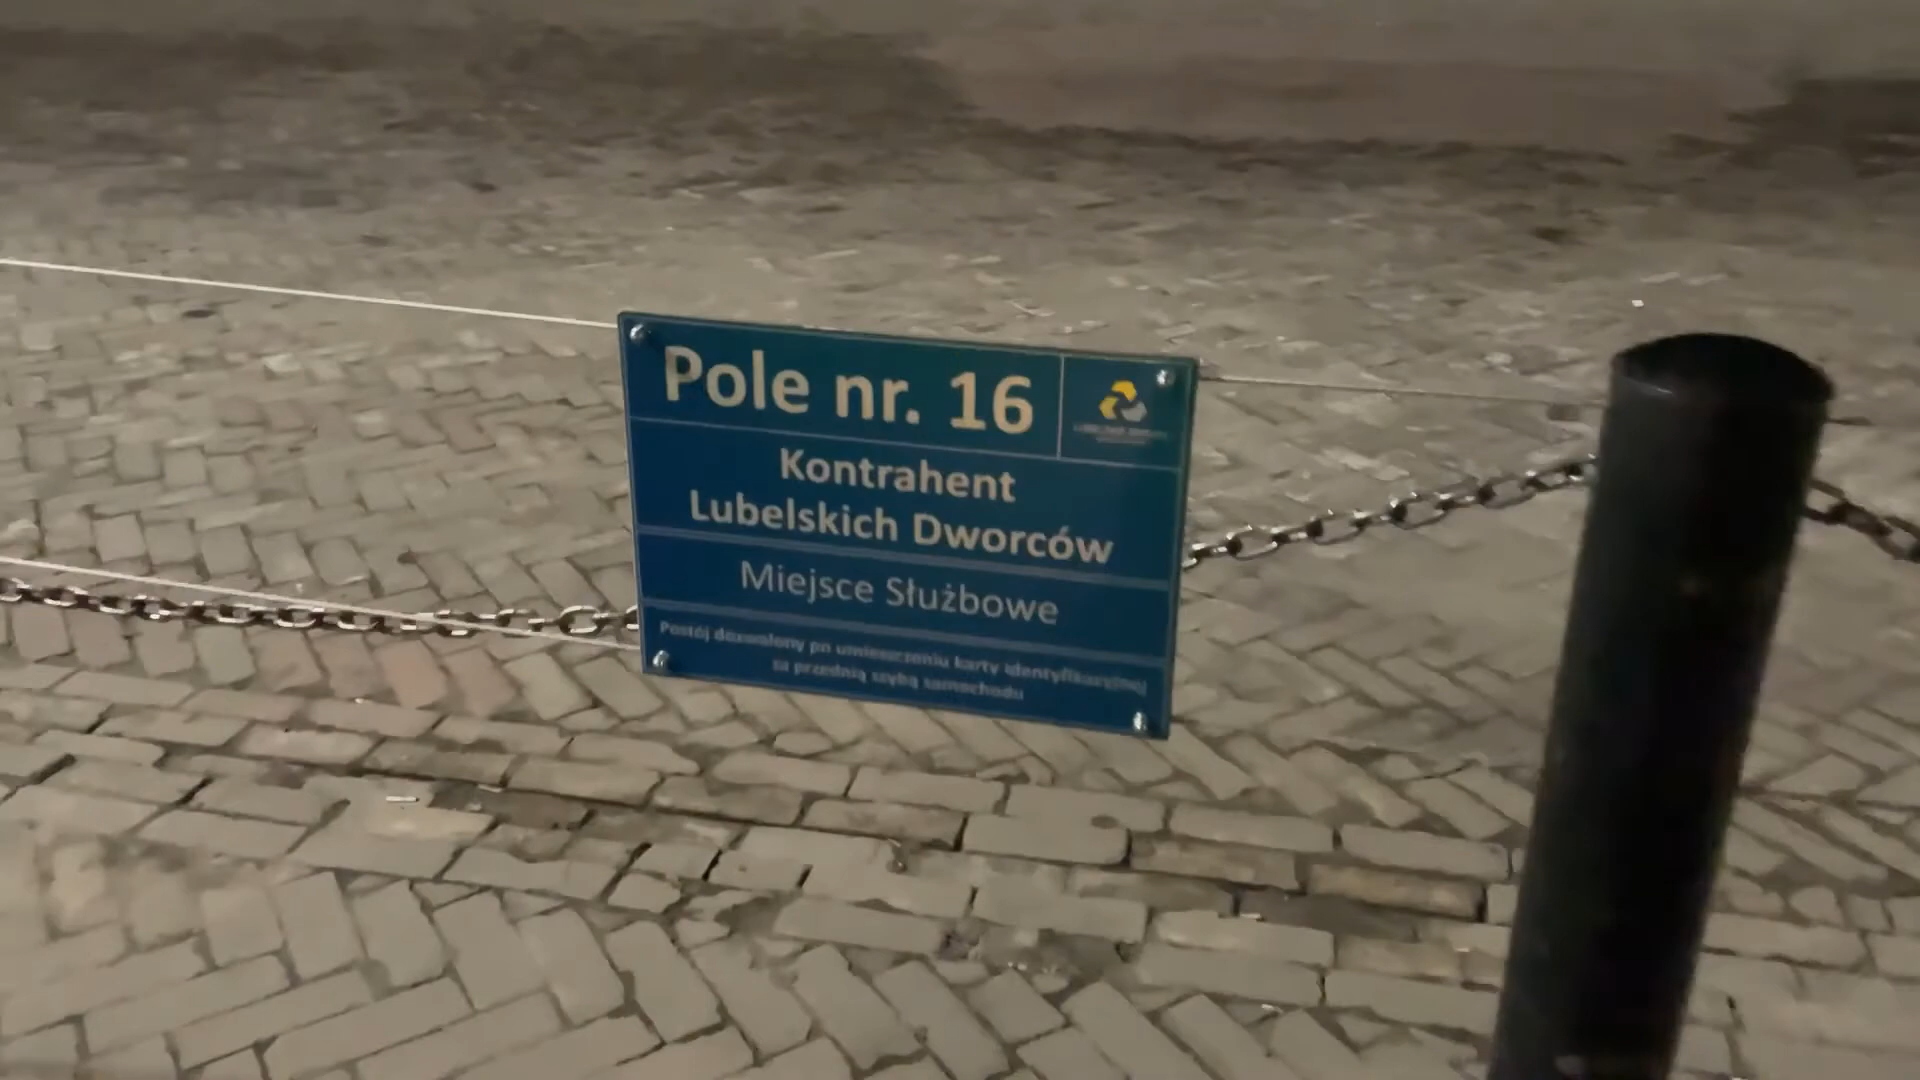 Pole nr. 16
Kontrahent
Lubelskich Dworców
Miejsce Służbowe
Postój dozwolony po umieszczeniu karty identyfikacyjnej
za przednią szybą samochodu